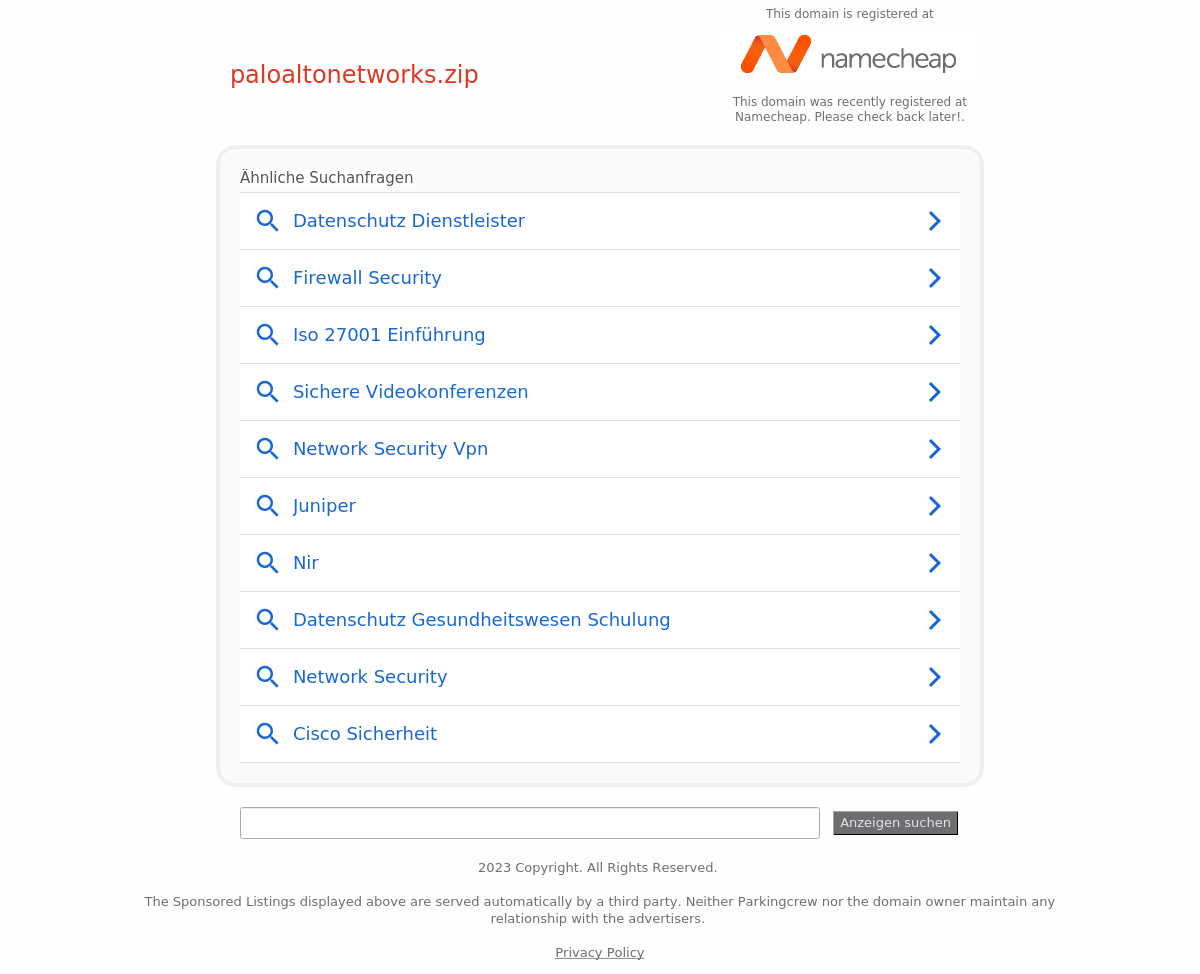 This domain is registered at
namecheap
paloaltonetworks.zip
This domain was recently registered at
Namecheap. Please check back later!.
Ähnliche Suchanfragen
Datenschutz Dienstleister
Firewall Security
Iso 27001 Einführung
Sichere Videokonferenzen
Network Security Vpn
Juniper
Nir
Datenschutz Gesundheitswesen Schulung
Network Security
Cisco Sicherheit
Anzeigen suchen
2023 Copyright. All Rights Reserved.
The Sponsored Listings displayed above are served automatically by a third party. Neither Parkingcrew nor the domain owner maintain any
relationship with the advertisers.
Privacy Policy